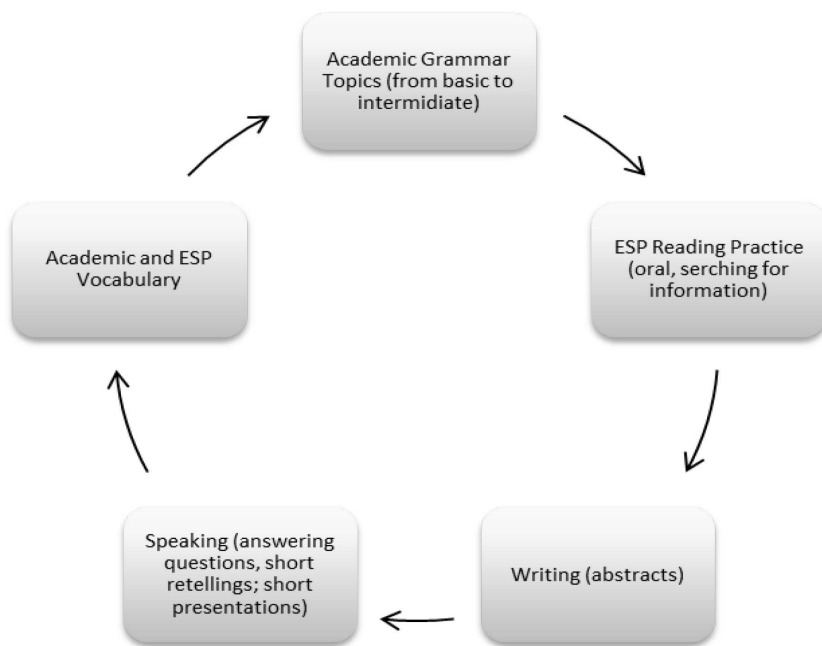 Academic Grammar
Topics (from basic to
intermidiate)
ESP Reading Practice
(oral, serching for
information)
Writing (abstracts)
Speaking (answering
questions, short
retellings; short
presentations)
Academic and ESP
Vocabulary